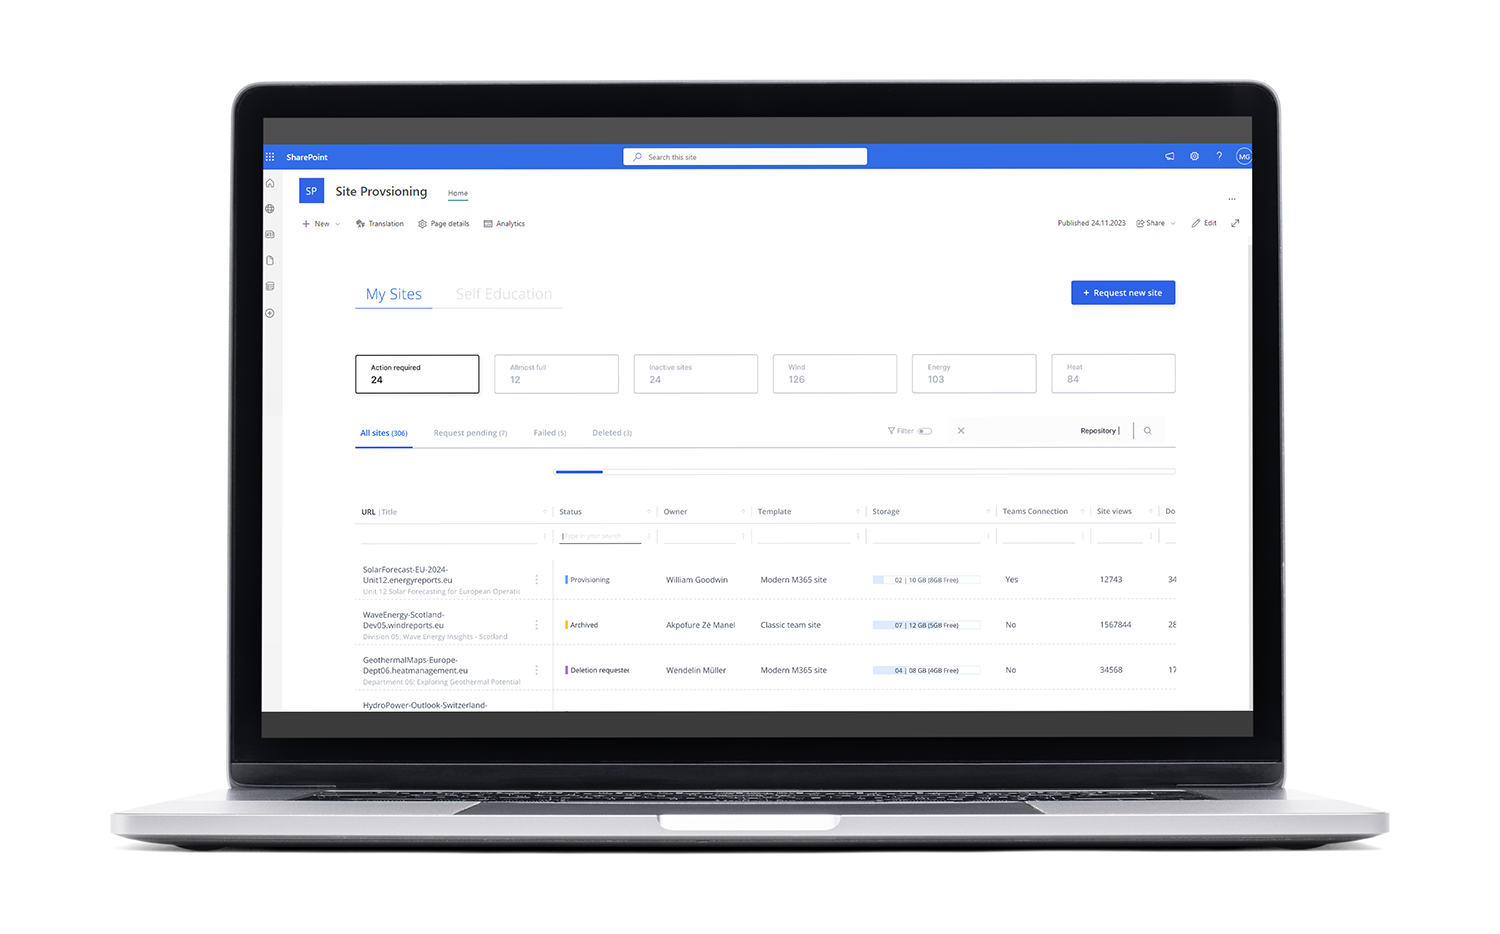 SharePoint
Search this site
MG
SP Site Provsioning Home
...
+ New Translation Page details Analytics
Published 24.11.2023 Share Edit
My Sites Self Education
+ Request new site
Action required Allmost full Inactive sites Wind Energy Heat
24 12 24 126 103 84
All sites (306) Request pending (7) Failed (5) Deleted (3) Filter Repository
URL | Title Status Owner Template Storage Teams Connection Site views Do
Type in your search
SolarForecast-EU-2024-
Unit12.energyreports.eu Provisioning William Goodwin Modern M365 site 02 | 10 GB (8GB Free) Yes 12743 34
Unit 12 Solar Forecasting for European Operatic
WaveEnergy-Scotland-
Dev05.windreports.eu Archived Akpofure Zé Manel Classic team site 07 | 12 GB (5GB Free) No 1567844 28
Division 05; Wave Energy Insights - Scotland
GeothermalMaps-Europe-
Dept06.heatmanagement.eu Deletion requested Wendelin Müller Modern M365 site 04 | 08 GB (4GB Free) No 34568 17
Department 06: Exploring Geothermal Potential
HydroPower-Outlook-Switzerland-